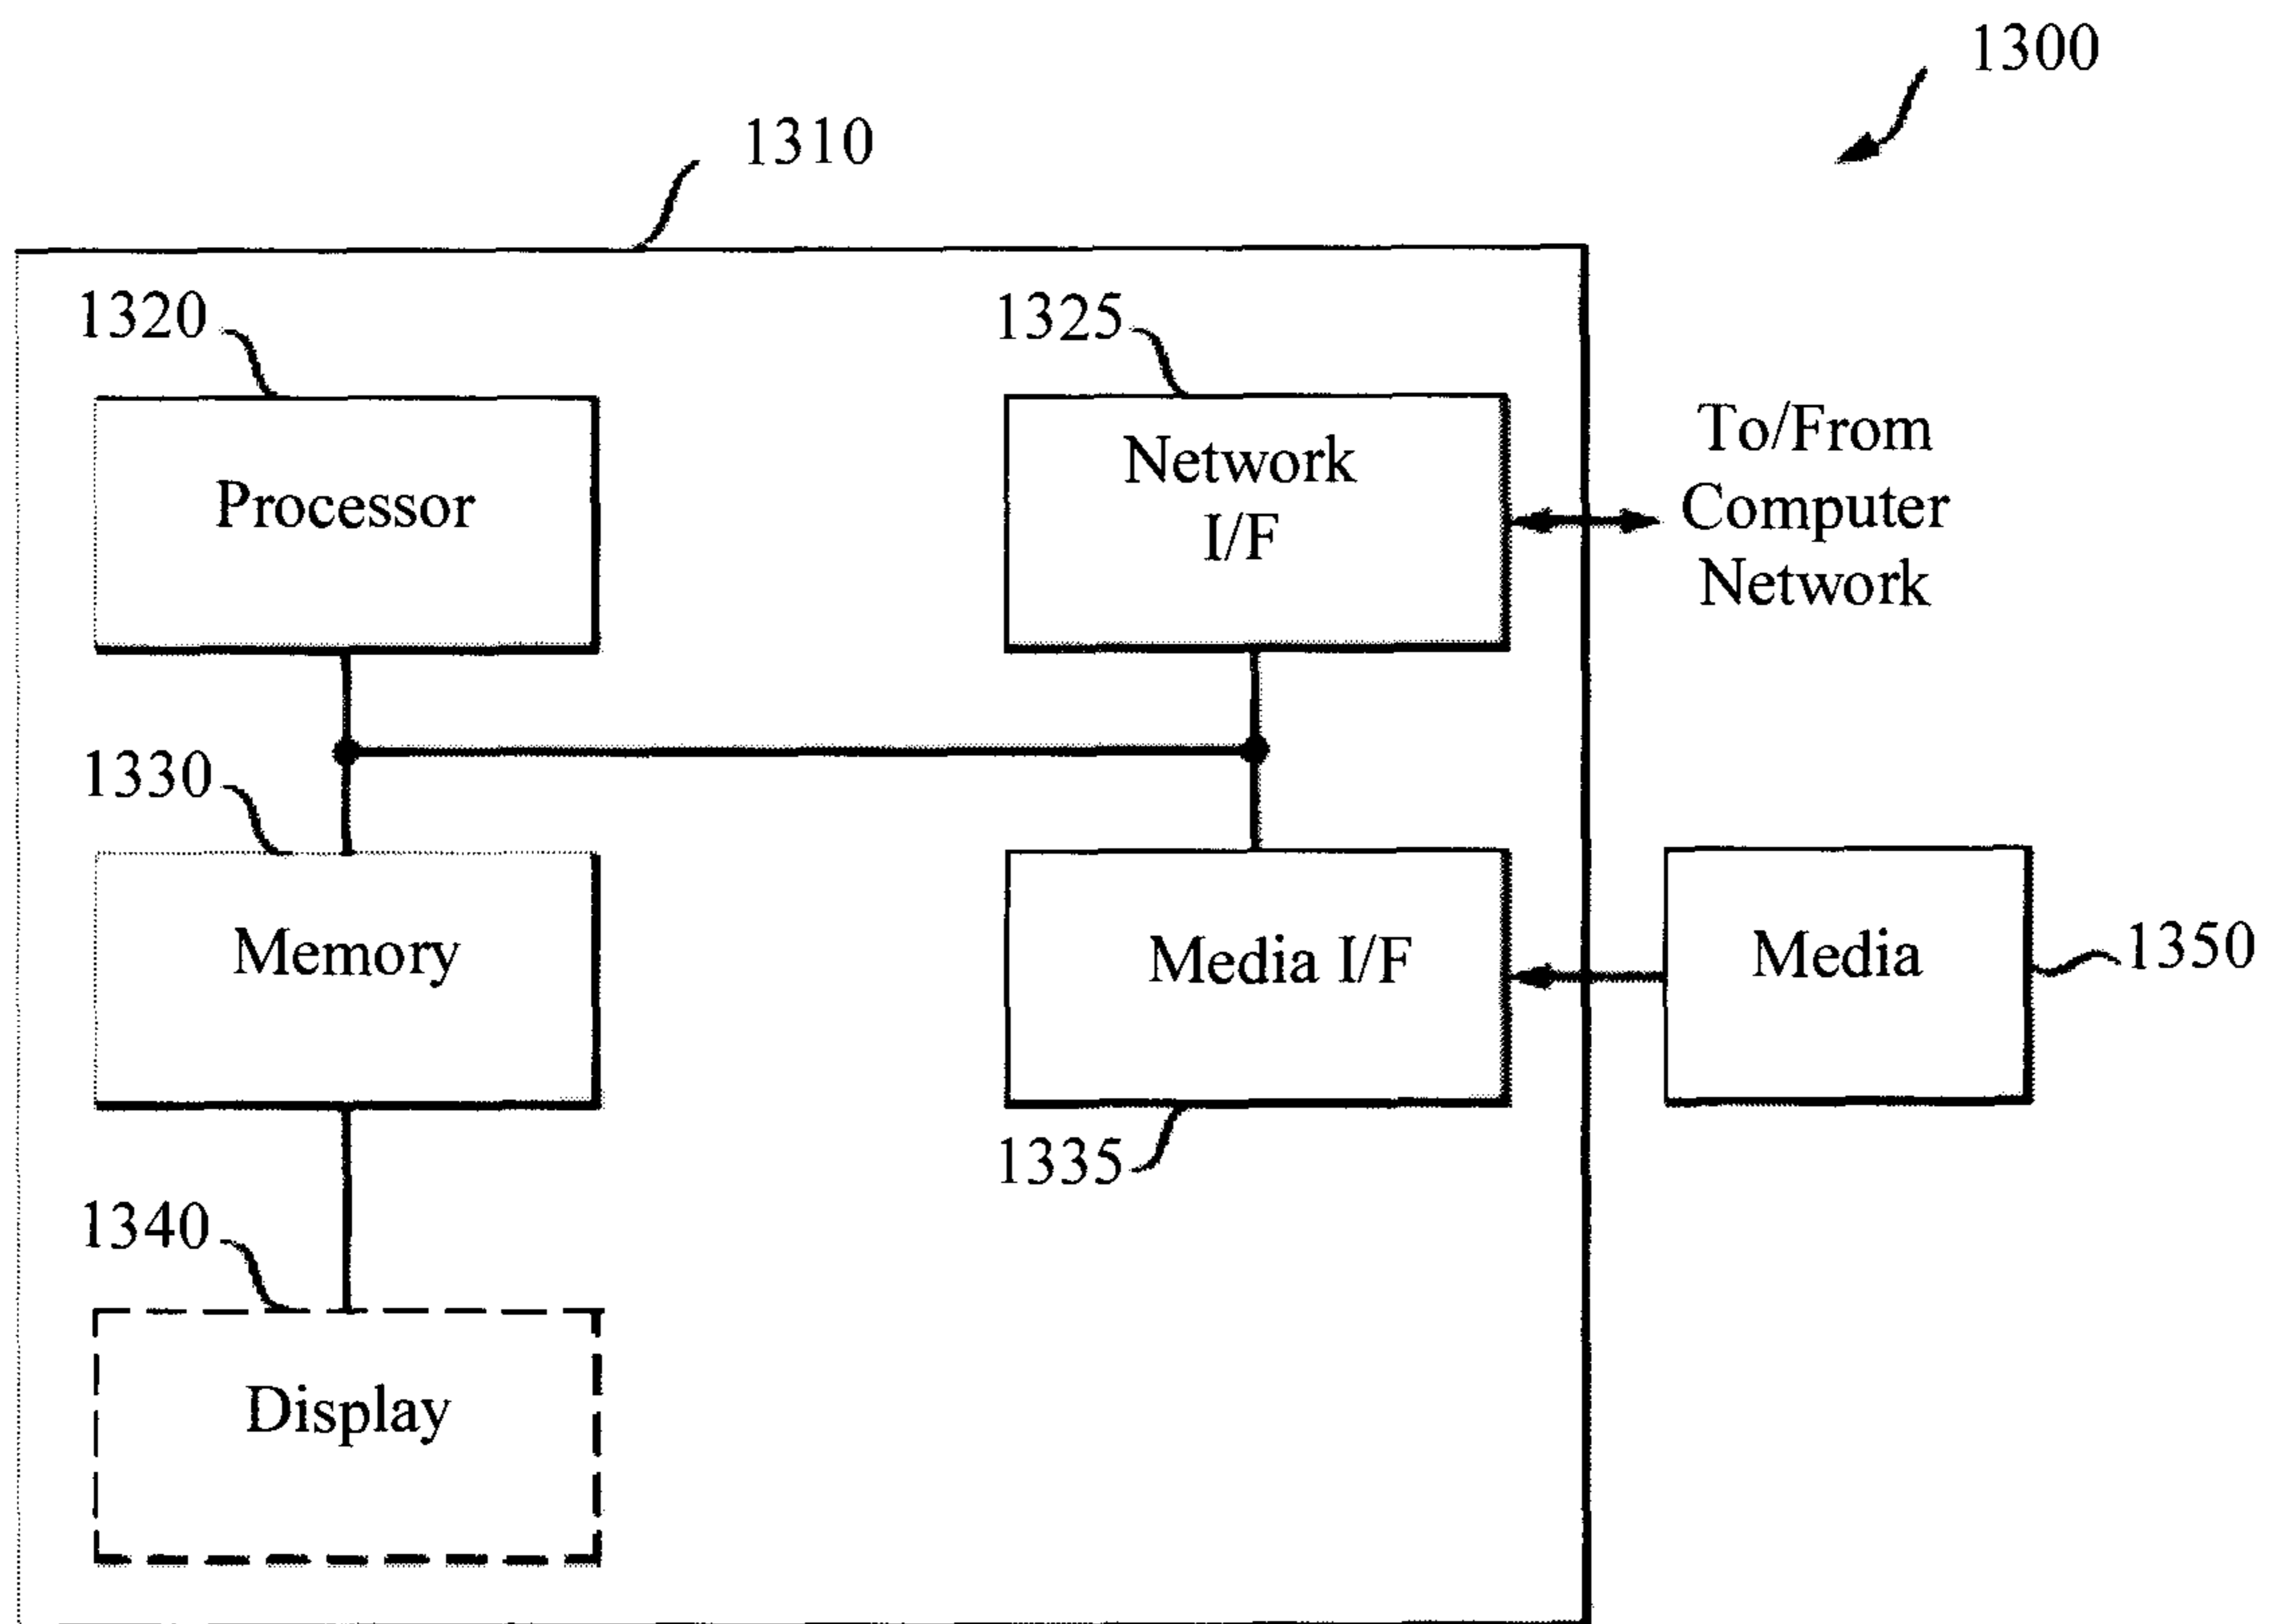 1300
1310
1320
1325
Processor
Network
I/F
To/From
Computer
Network
1330
Memory
Media I/F
Media
1350
1335
1340
Display